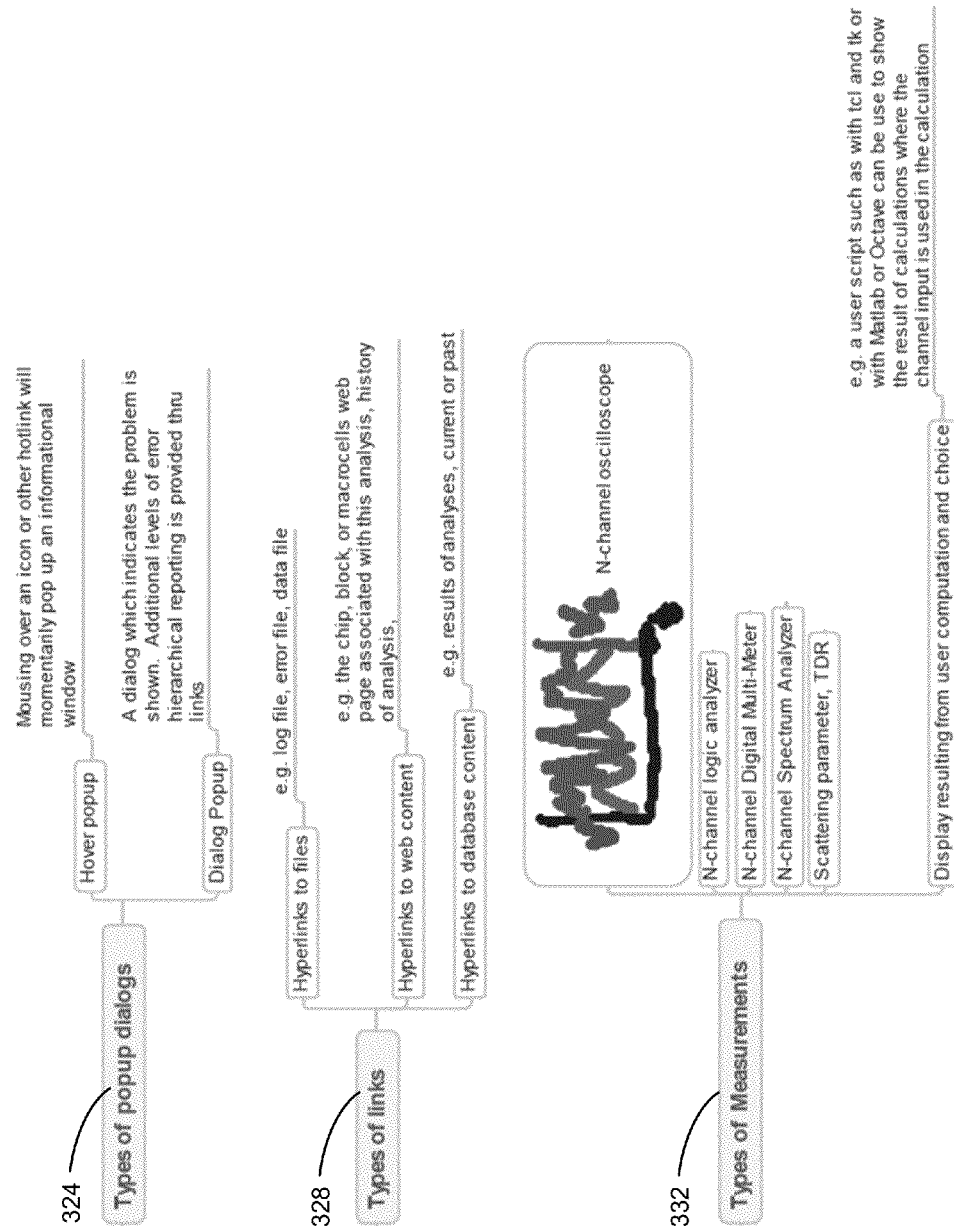 324
Types of popup dialogs
Hover popup
Mousing over an icon or other hotlink will
momentarily pop up an informational
window
Dialog Popup
A dialog which indicates the problem is
shown. Additional levels of error
hierarchical reporting is provided thru
links
328
Types of links
Hyperlinks to files
e.g. log file, error file, data file
Hyperlinks to web content
e.g. the chip, block, or macrocells web
page associated with this analysis, history
of analysis,
Hyperlinks to database content
e.g. results of analyses, current or past
332
Types of Measurements
N-channel oscilloscope
N-channel logic analyzer
N-channel Digital Multi-Meter
N-channel Spectrum Analyzer
Scattering parameter, TDR
Display resulting from user computation and choice
e.g. a user script such as with tcl and tk or
with Matlab or Octave can be use to show
the result of calculations where the
channel input is used in the calculation